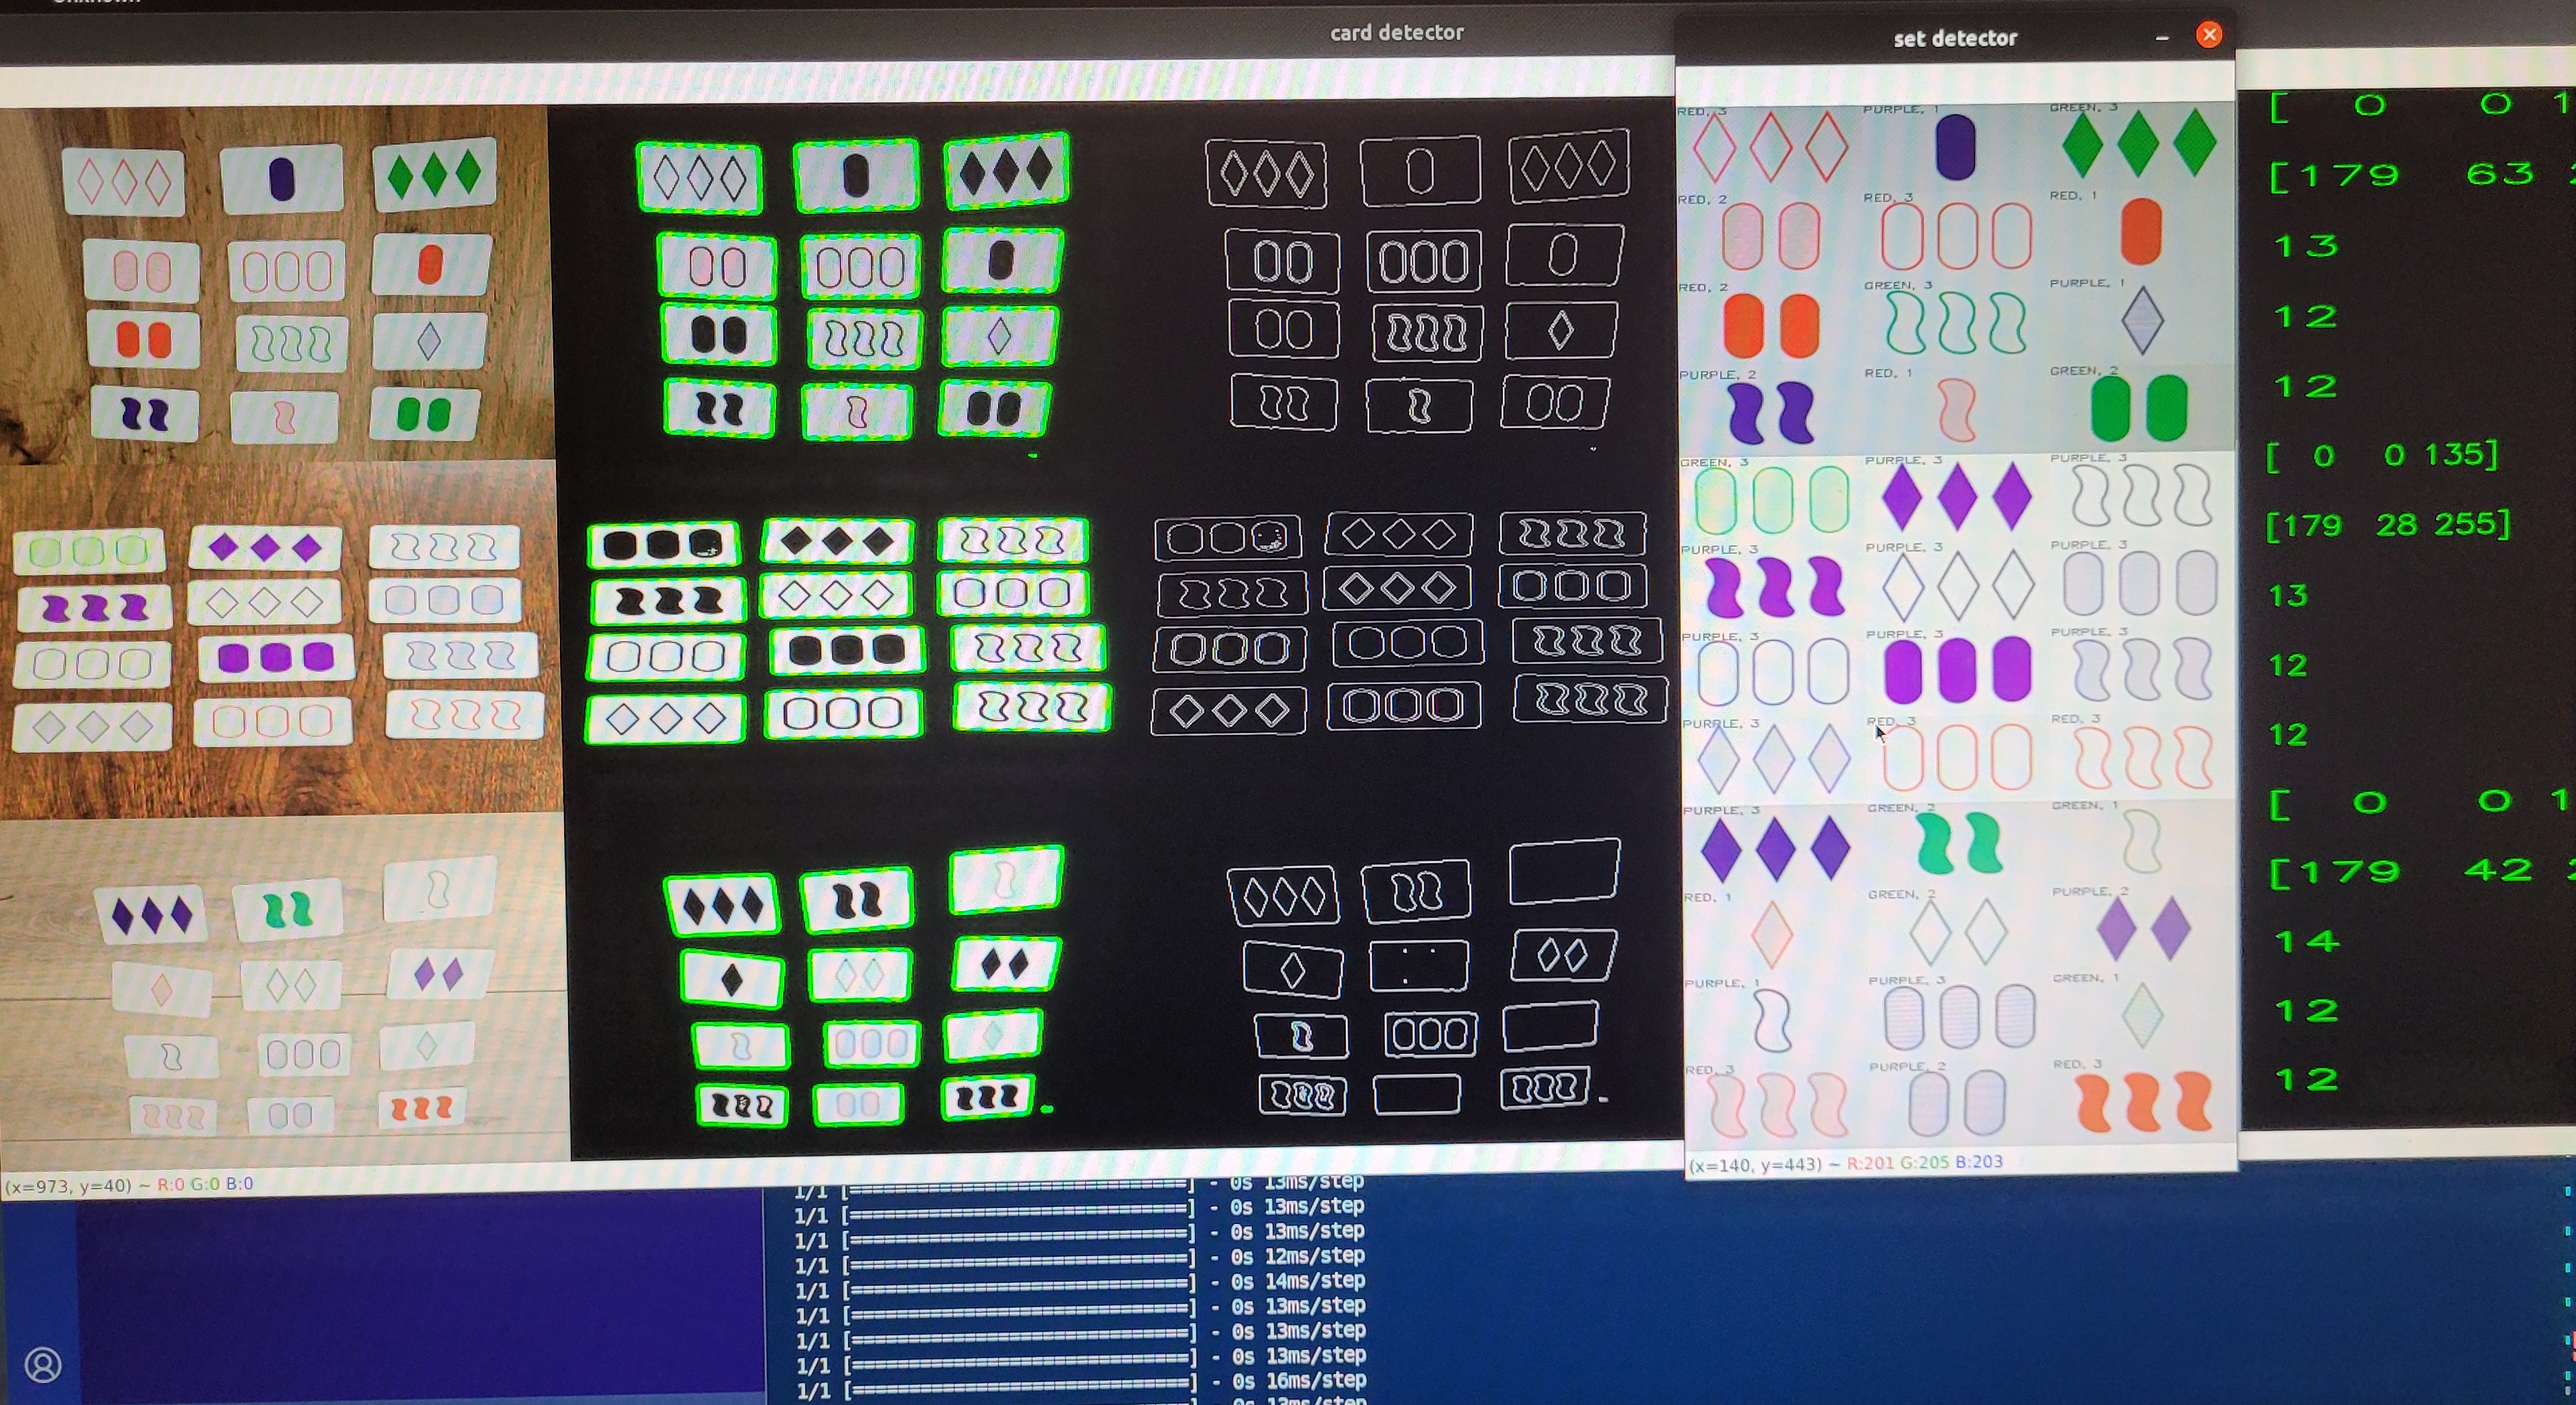 card detector
set detector
RED, 3 PURPLE, 1 GREEN, 3
RED, 2 RED, 3 RED, 1
RED, 2 GREEN, 3 PURPLE, 1
PURPLE, 2 RED, 1 GREEN, 2
GREEN, 3 PURPLE, 3 PURPLE, 3
PURPLE, 3 PURPLE, 3 PURPLE, 3
PURPLE, 3 PURPLE, 3 PURPLE, 3
PURPLE, 3 RED, 3 RED, 3
PURPLE, 3 GREEN, 2 GREEN, 1
RED, 1 GREEN, 2 PURPLE, 2
PURPLE, 1 PURPLE, 3 GREEN, 1
RED, 3 PURPLE, 2 RED, 3
(x=140, y=443) ~ R:201 G:205 B:203
[ 0 0 1
[179 63
13
12
12
[ 0 0 135]
[179 28 255]
13
12
12
[ 0 0 1
[179 42
14
12
12
(x=973, y=40) ~ R:0 G:0 B:0
1/1 [==============================] - 0s 13ms/step
1/1 [==============================] - 0s 13ms/step
1/1 [==============================] - 0s 13ms/step
1/1 [==============================] - 0s 12ms/step
1/1 [==============================] - 0s 14ms/step
1/1 [==============================] - 0s 13ms/step
1/1 [==============================] - 0s 13ms/step
1/1 [==============================] - 0s 13ms/step
1/1 [==============================] - 0s 16ms/step